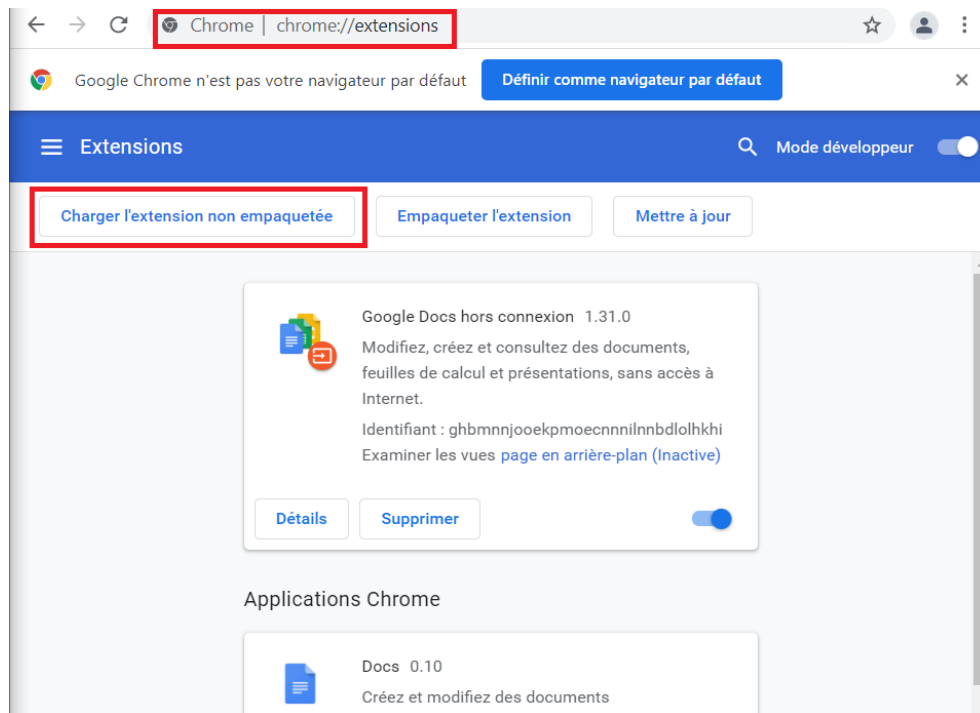 Chrome | chrome://extensions
Google Chrome n'est pas votre navigateur par défaut Définir comme navigateur par défaut
Extensions Mode développeur
Charger l'extension non empaquetée Empaqueter l'extension Mettre à jour
Google Docs hors connexion 1.31.0
Modifiez, créez et consultez des documents,
feuilles de calcul et présentations, sans accès à
Internet.
Identifiant : ghbmnnjooekpmoecnnnilnnbdlolhkhi
Examiner les vues page en arrière-plan (Inactive)
Détails Supprimer
Applications Chrome
Docs 0.10
Créez et modifiez des documents